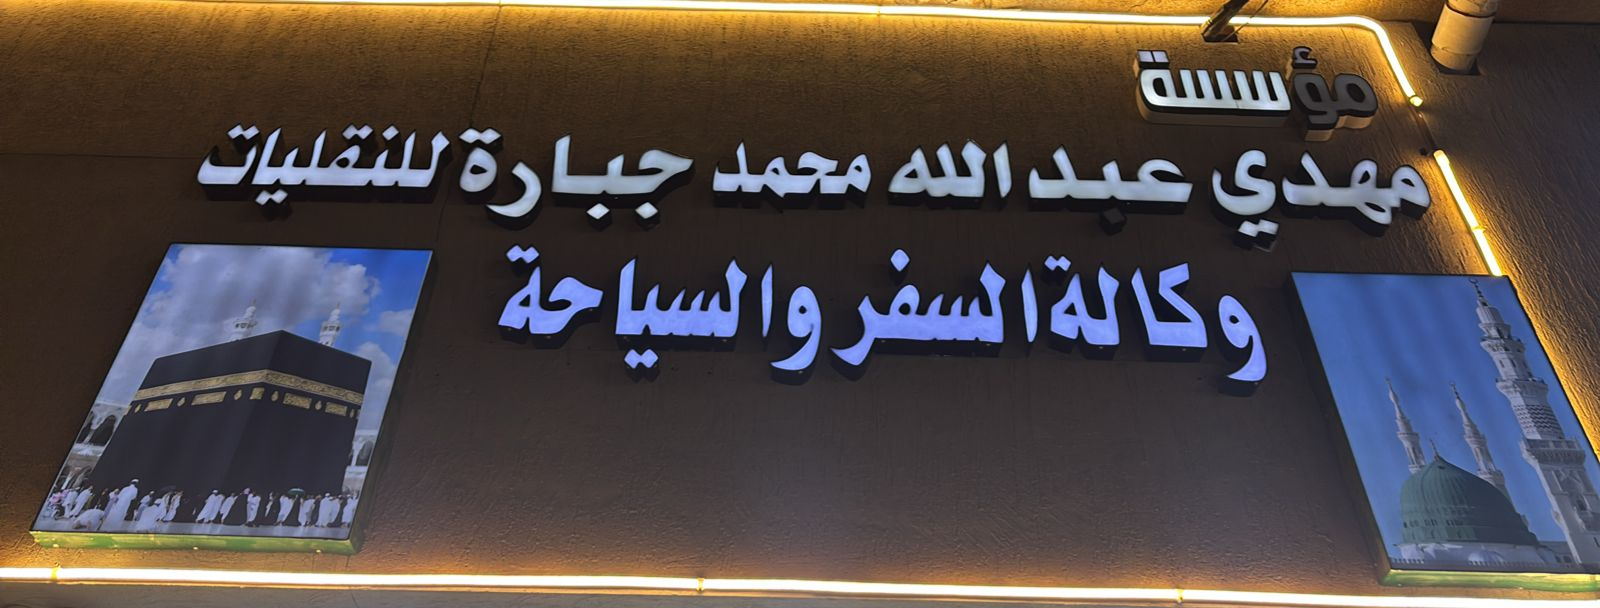 مؤسسة
مهدي عبد الله محمد جبارة للنقليات
وكالة السفر والسياحة